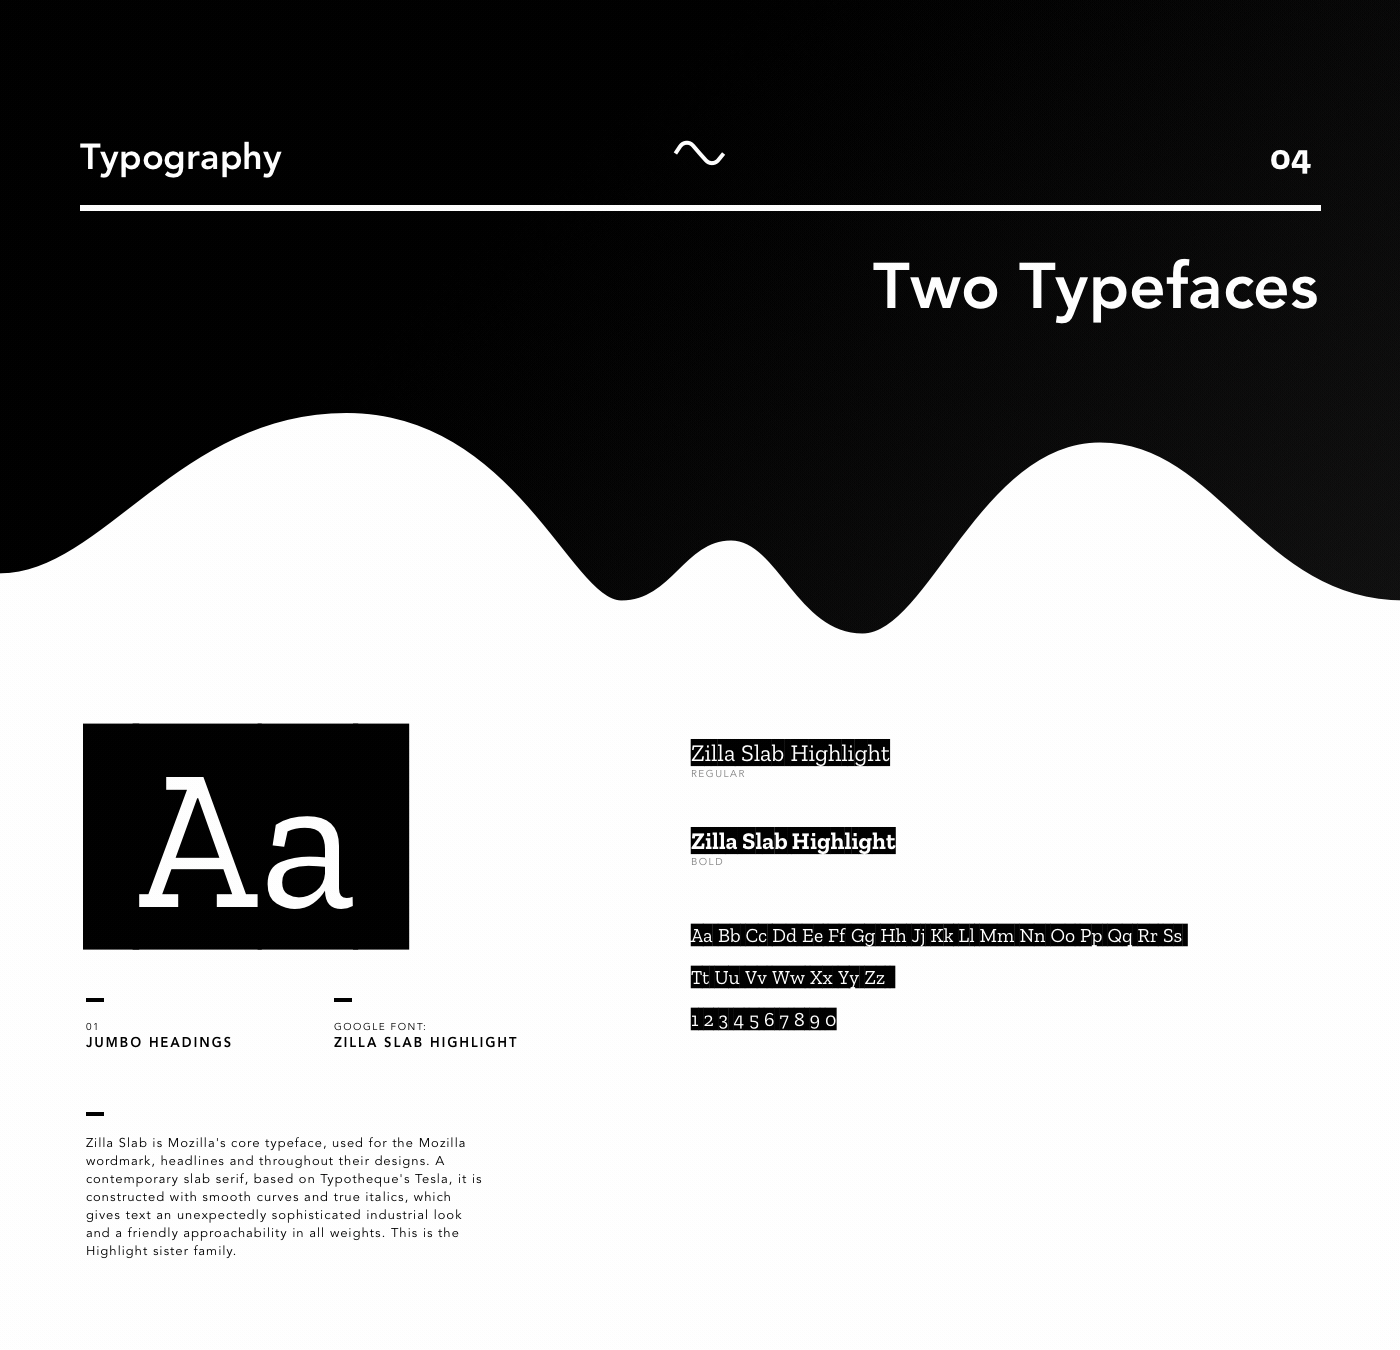 Typography
04
Two Typefaces
Aa
Zilla Slab Highlight
REGULAR
Zilla Slab Highlight
BOLD
Aa Bb Cc Dd Ee Ff Gg Hh Jj Kk Ll Mm Nn Oo Pp Qq Rr Ss
Tt Uu Vv Ww Xx Yy Zz
1 2 3 4 5 6 7 8 9 0
01
JUMBO HEADINGS
GOOGLE FONT:
ZILLA SLAB HIGHLIGHT
Zilla Slab is Mozilla's core typeface, used for the Mozilla
wordmark, headlines and throughout their designs. A
contemporary slab serif, based on Typotheque's Tesla, it is
constructed with smooth curves and true italics, which
gives text an unexpectedly sophisticated industrial look
and a friendly approachability in all weights. This is the
Highlight sister family.